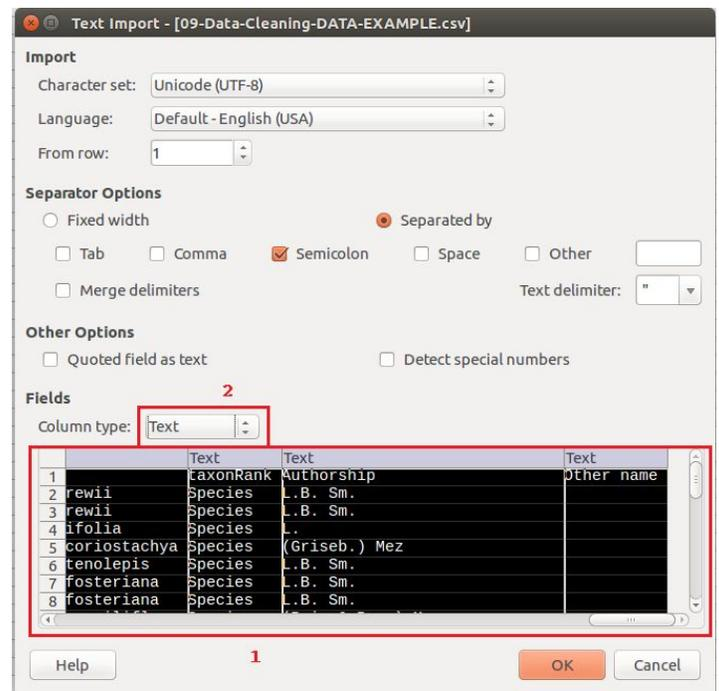 Text Import - [09-Data-Cleaning-DATA-EXAMPLE.csv]
Import
Character set: Unicode (UTF-8)
Language: Default - English (USA)
From row: 1
Separator Options
Fixed width Separated by
Tab Comma Semicolon Space Other
Merge delimiters Text delimiter: "
Other Options
Quoted field as text Detect special numbers
Fields 2
Column type: Text
Text Text Text
1 taxonRank Authorship Other name
2 rewii Species L.B. Sm.
3 rewii Species L.B. Sm.
4 ifolia Species L.
5 coriostachya Species (Griseb.) Mez
6 tenolepis Species L.B. Sm.
7 fosteriana Species L.B. Sm.
8 fosteriana Species L.B. Sm.
1
Help OK Cancel